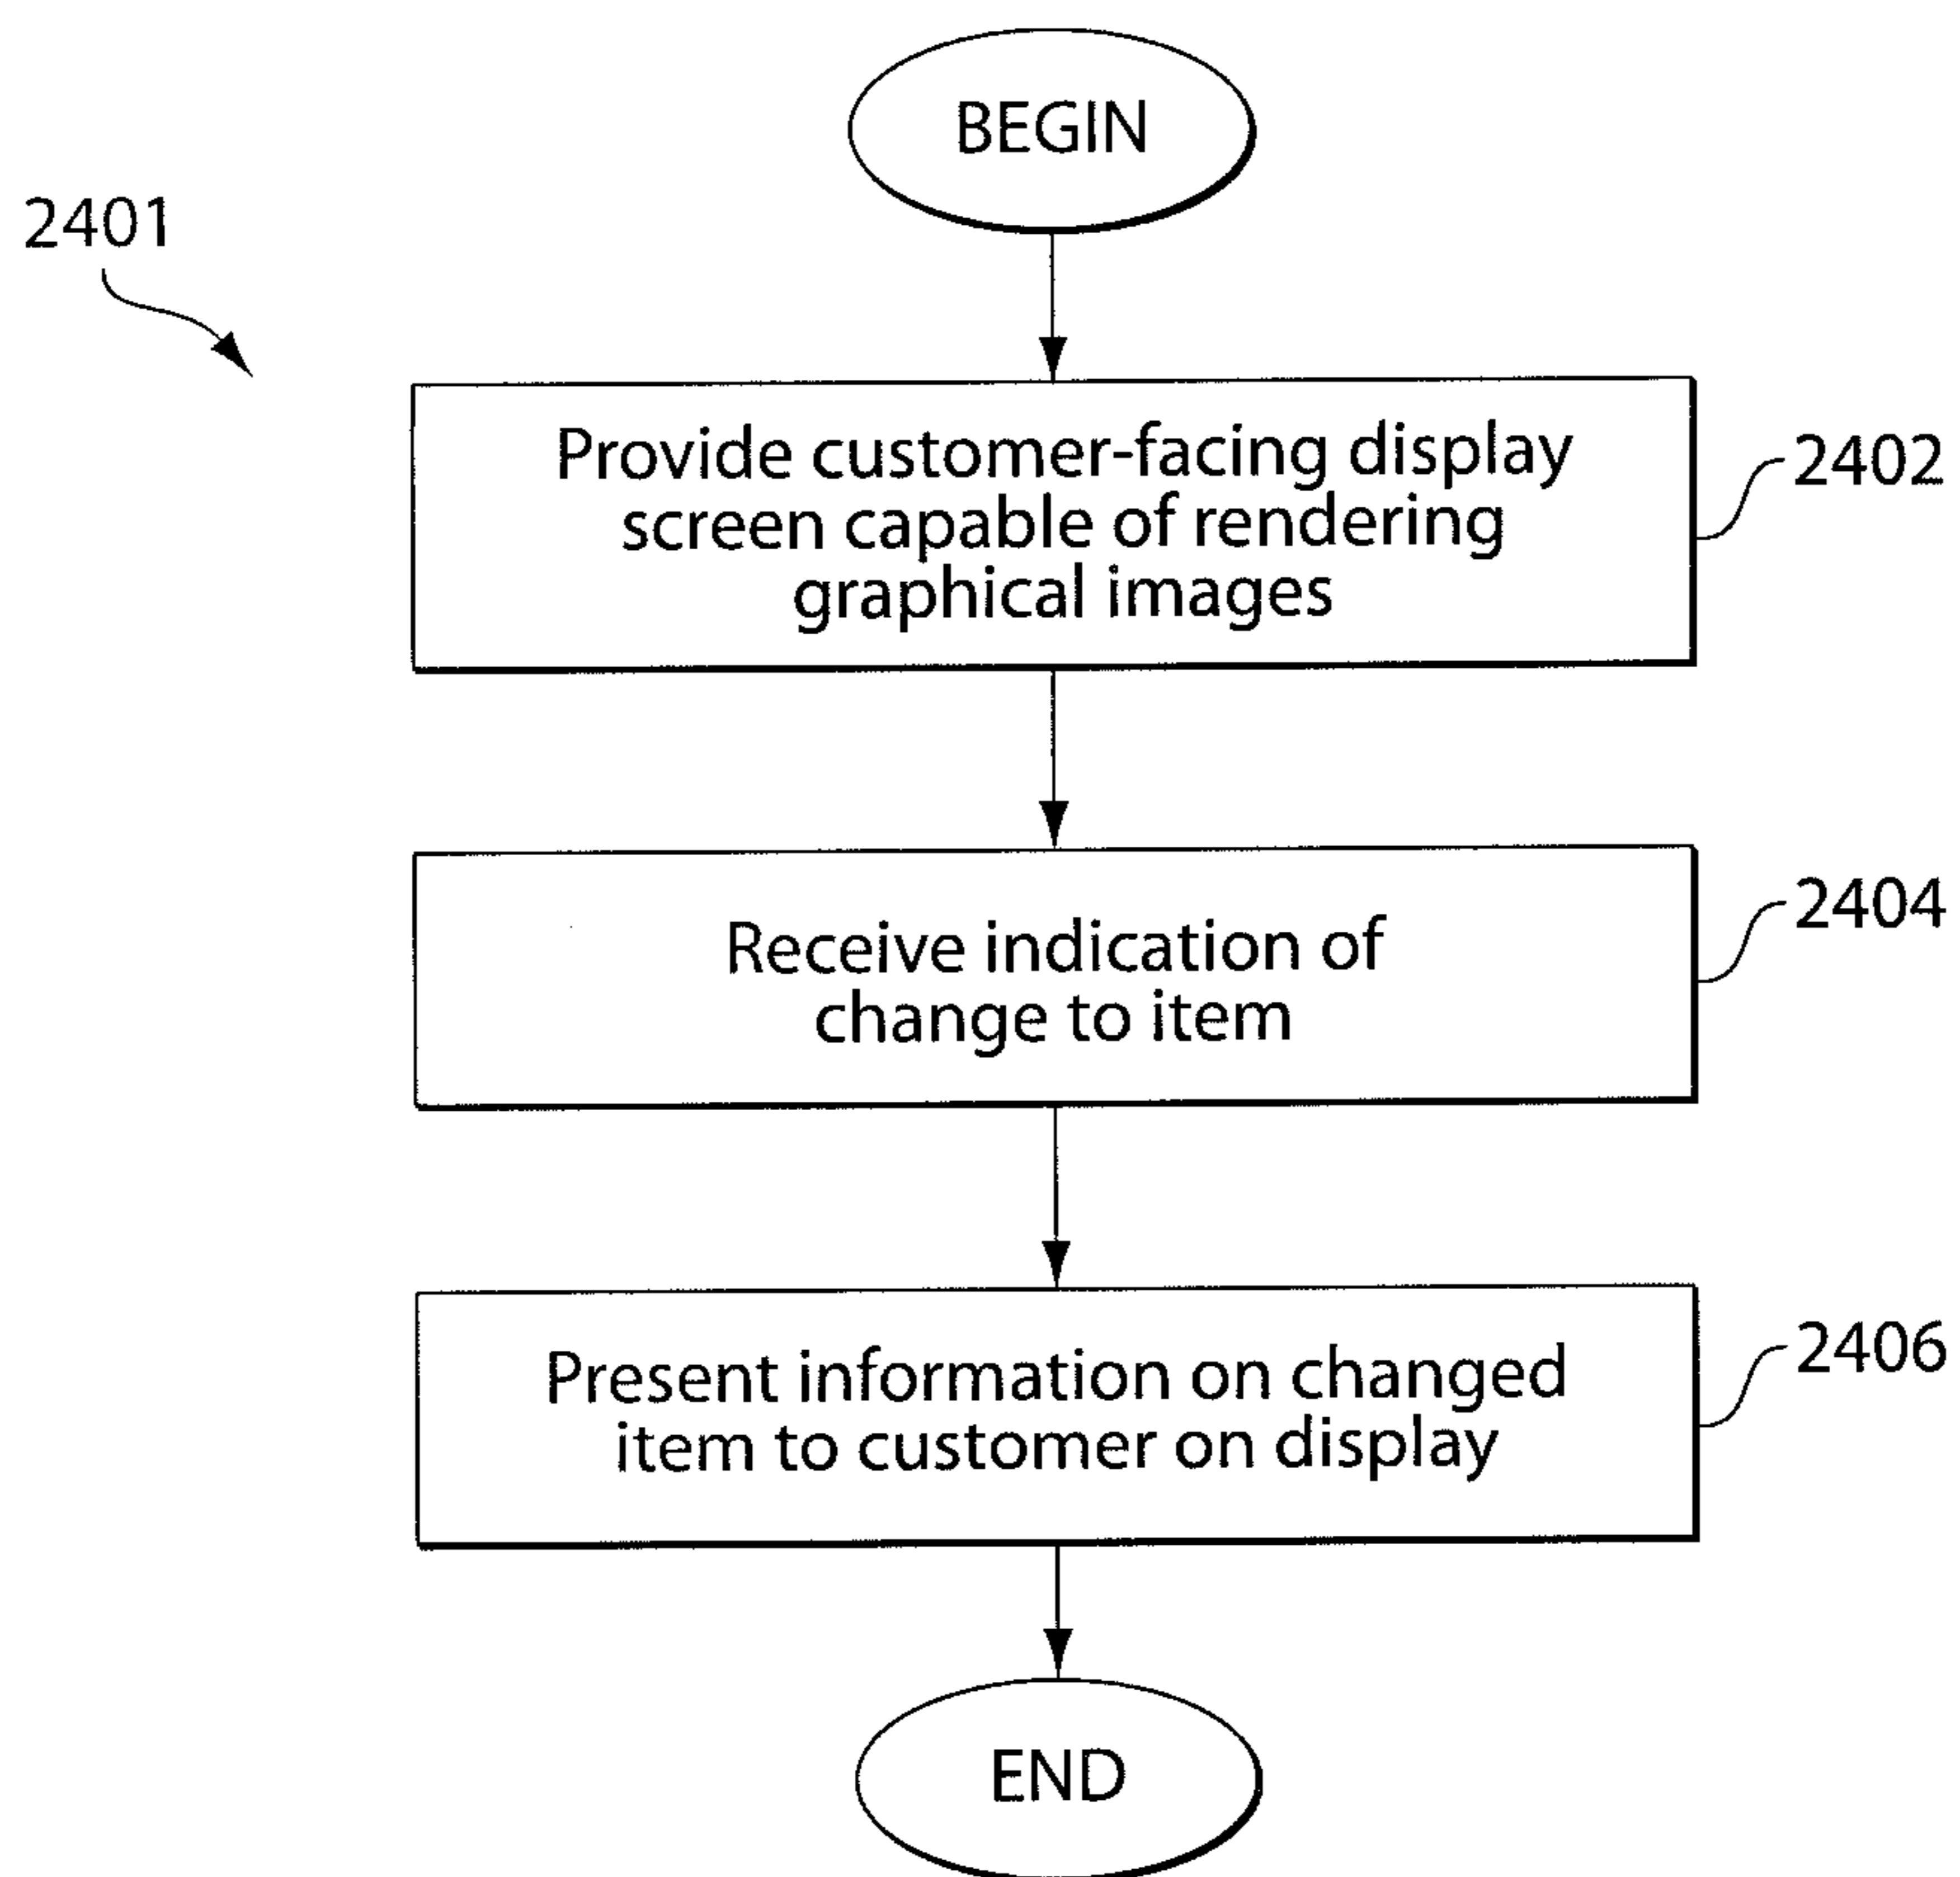 BEGIN
2401
Provide customer-facing display
screen capable of rendering
graphical images
2402
Receive indication of
change to item
2404
Present information on changed
item to customer on display
2406
END